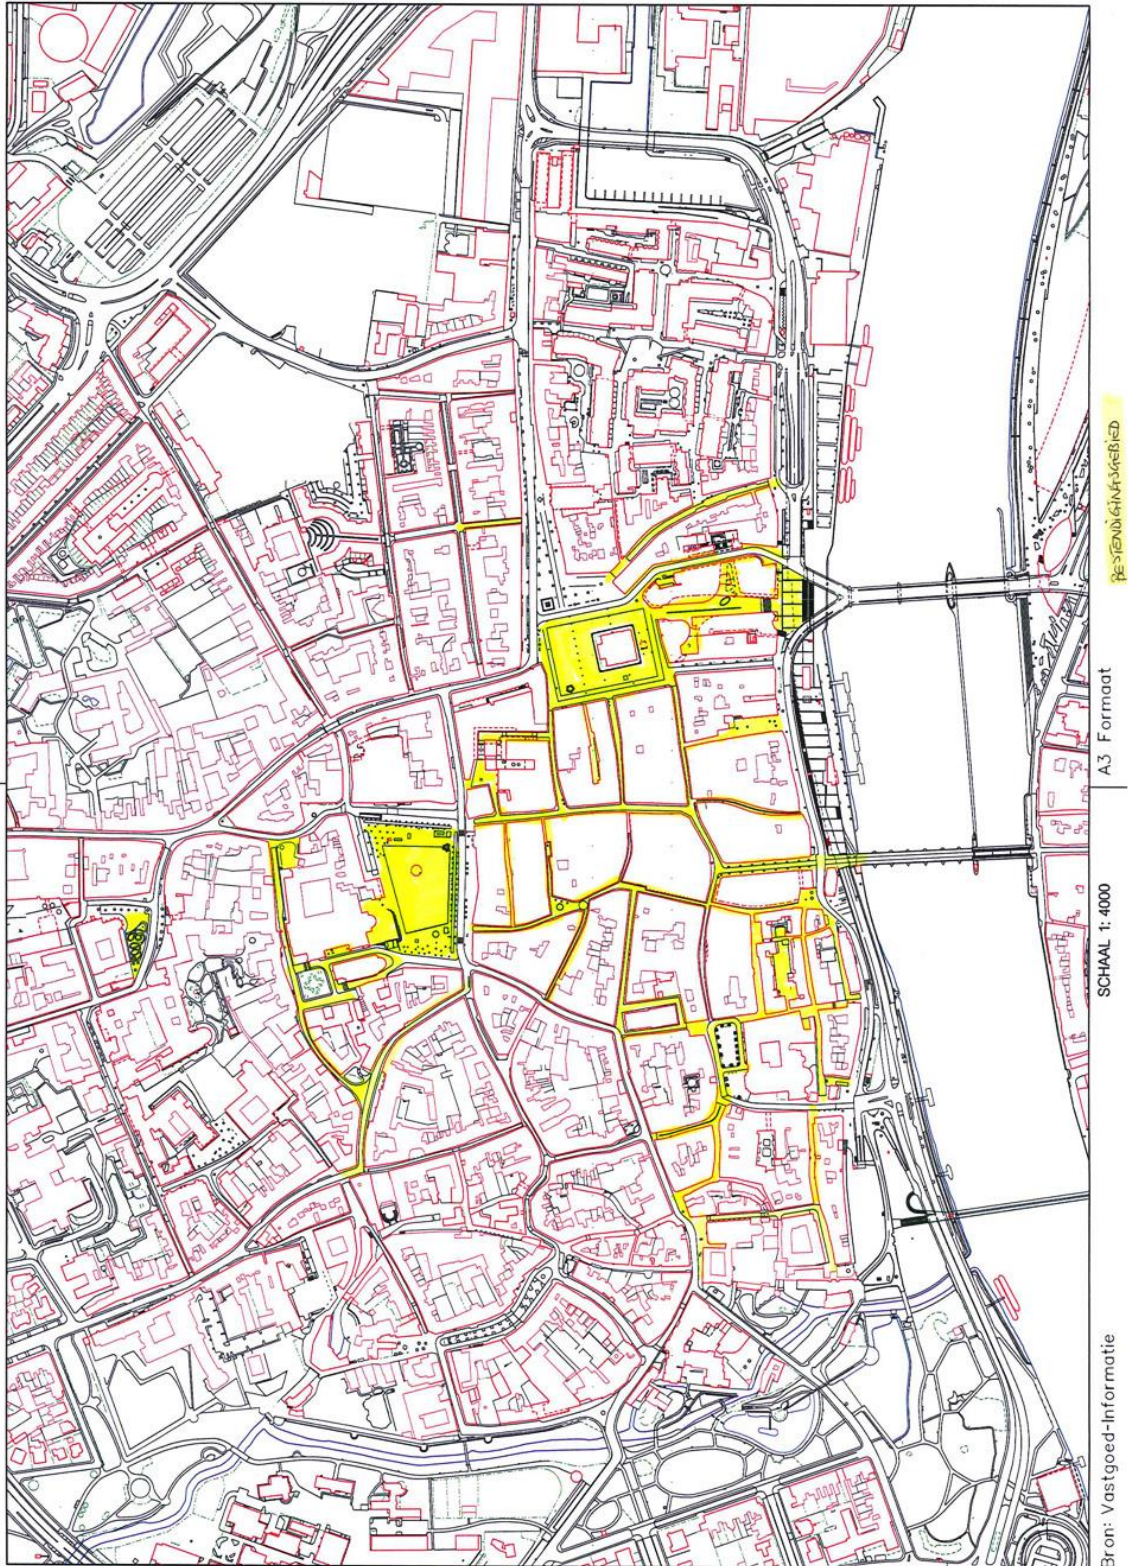 BESTENDIGINGSGEBIED
A3 Formaat
SCHAAL 1: 4000
Bron: Vastgoed-Informatie